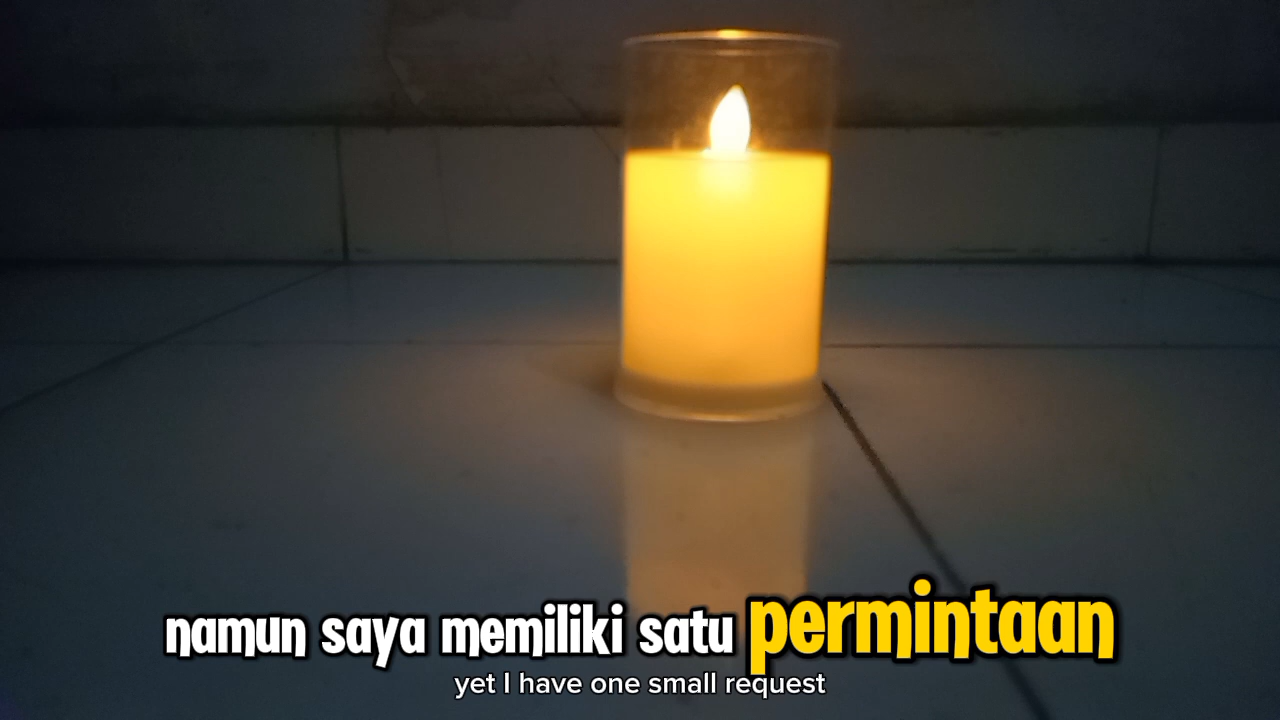 namun saya memiliki satu permintaan
yet I have one small request